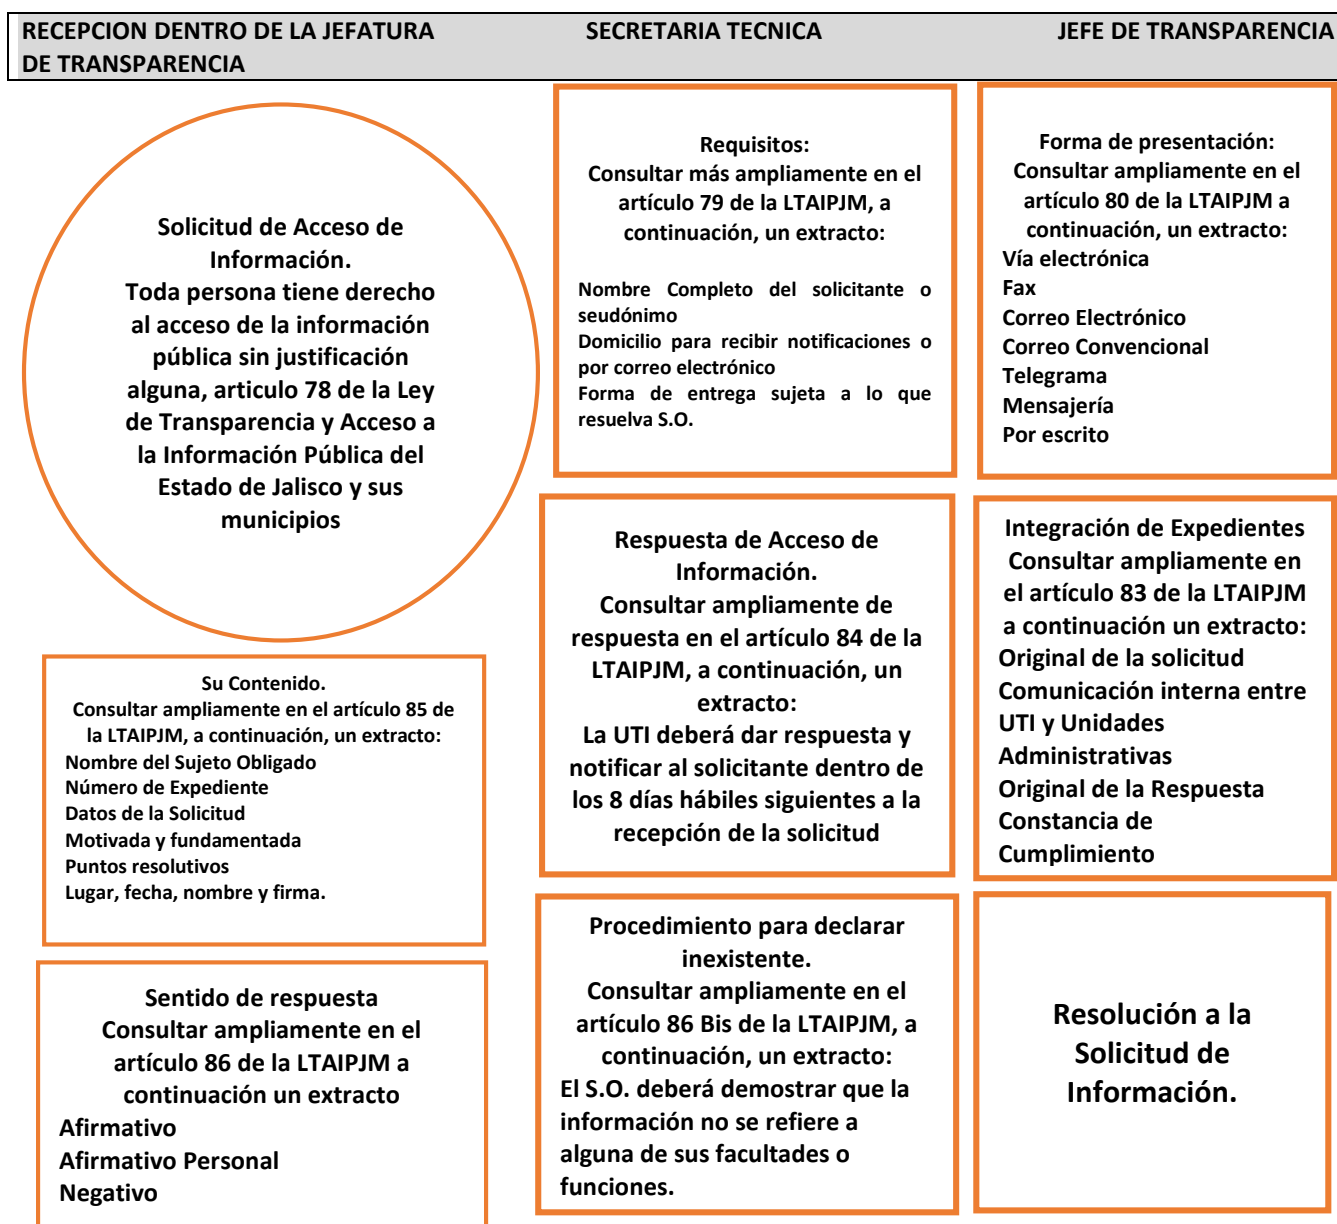 RECEPCION DENTRO DE LA JEFATURA DE TRANSPARENCIA
SECRETARIA TECNICA
JEFE DE TRANSPARENCIA
Solicitud de Acceso de
Información.
Toda persona tiene derecho
al acceso de la información
pública sin justificación
alguna, articulo 78 de la Ley
de Transparencia y Acceso a
la Información Pública del
Estado de Jalisco y sus
municipios
Requisitos:
Consultar más ampliamente en el
artículo 79 de la LTAIPJM, a
continuación, un extracto:
Nombre Completo del solicitante o
seudónimo
Domicilio para recibir notificaciones o
por correo electrónico
Forma de entrega sujeta a lo que
resuelva S.O.
Forma de presentación:
Consultar ampliamente en el
artículo 80 de la LTAIPJM a
continuación, un extracto:
Vía electrónica
Fax
Correo Electrónico
Correo Convencional
Telegrama
Mensajería
Por escrito
Su Contenido.
Consultar ampliamente en el artículo 85 de
la LTAIPJM, a continuación, un extracto:
Nombre del Sujeto Obligado
Número de Expediente
Datos de la Solicitud
Motivada y fundamentada
Puntos resolutivos
Lugar, fecha, nombre y firma.
Respuesta de Acceso de
Información.
Consultar ampliamente de
respuesta en el artículo 84 de la
LTAIPJM, a continuación, un
extracto:
La UTI deberá dar respuesta y
notificar al solicitante dentro de
los 8 días hábiles siguientes a la
recepción de la solicitud
Integración de Expedientes
Consultar ampliamente en
el artículo 83 de la LTAIPJM
a continuación un extracto:
Original de la solicitud
Comunicación interna entre
UTI y Unidades
Administrativas
Original de la Respuesta
Constancia de
Cumplimiento
Sentido de respuesta
Consultar ampliamente en el
artículo 86 de la LTAIPJM a
continuación un extracto
Afirmativo
Afirmativo Personal
Negativo
Procedimiento para declarar
inexistente.
Consultar ampliamente en el
artículo 86 Bis de la LTAIPJM, a
continuación, un extracto:
El S.O. deberá demostrar que la
información no se refiere a
alguna de sus facultades o
funciones.
Resolución a la
Solicitud de
Información.